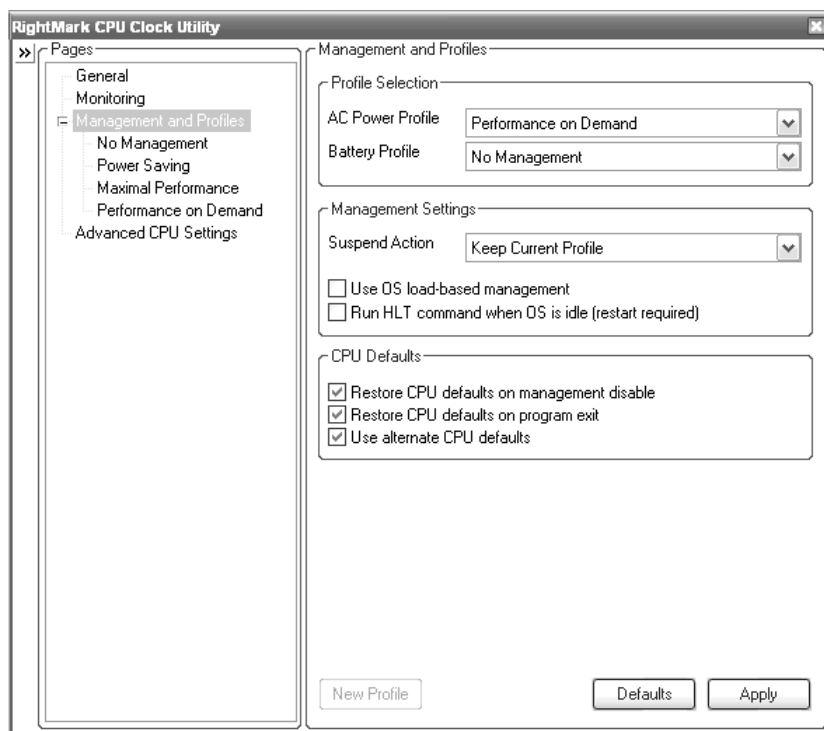 RightMark CPU Clock Utility
Pages
General
Monitoring
Management and Profiles
No Management
Power Saving
Maximal Performance
Performance on Demand
Advanced CPU Settings
Management and Profiles
Profile Selection
AC Power Profile Performance on Demand
Battery Profile No Management
Management Settings
Suspend Action Keep Current Profile
Use OS load-based management
Run HLT command when OS is idle (restart required)
CPU Defaults
Restore CPU defaults on management disable
Restore CPU defaults on program exit
Use alternate CPU defaults
New Profile Defaults Apply